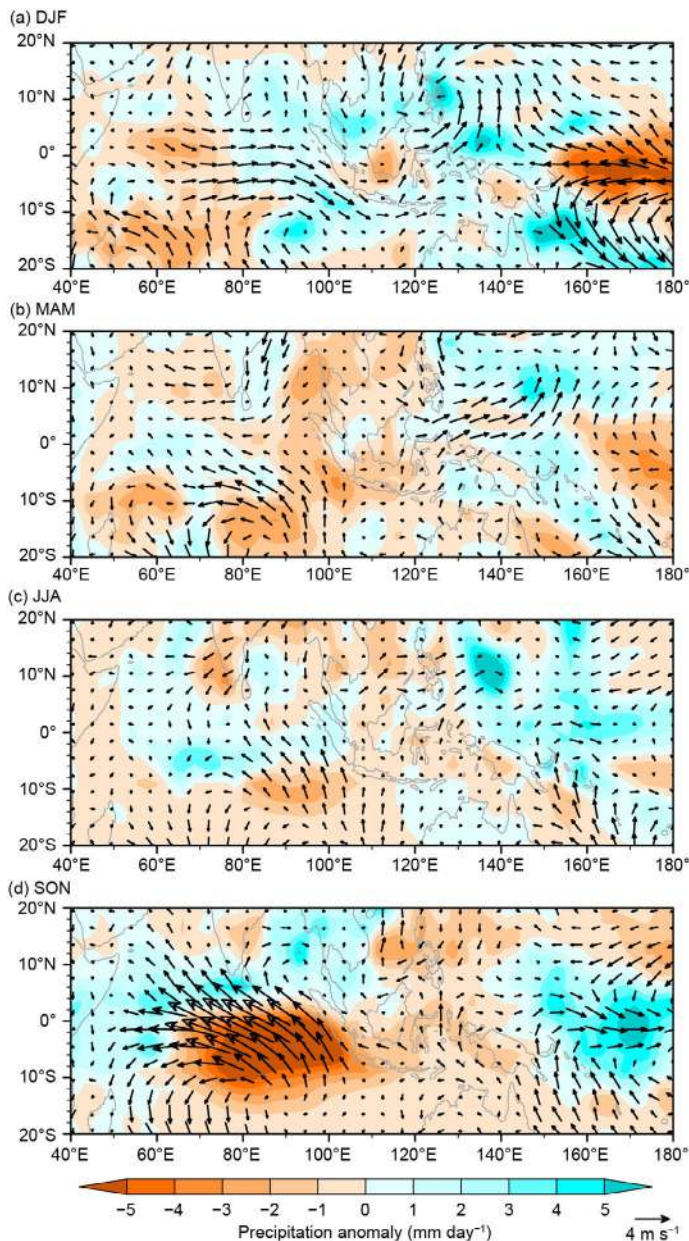 (a) DJF
20°N
10°N
0°
10°S
20°S
40°E 60°E 80°E 100°E 120°E 140°E 160°E 180°
(b) MAM
20°N
10°N
0°
10°S
20°S
40°E 60°E 80°E 100°E 120°E 140°E 160°E 180°
(c) JJA
20°N
10°N
0°
10°S
20°S
40°E 60°E 80°E 100°E 120°E 140°E 160°E 180°
(d) SON
20°N
10°N
0°
10°S
20°S
40°E 60°E 80°E 100°E 120°E 140°E 160°E 180°
−5 −4 −3 −2 −1 0 1 2 3 4 5
Precipitation anomaly (mm day⁻¹) 4 m s⁻¹